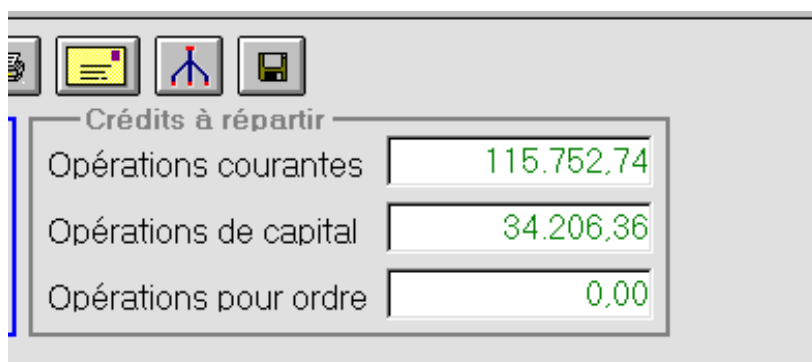 Crédits à répartir
Opérations courantes 115.752,74
Opérations de capital 34.206,36
Opérations pour ordre 0,00